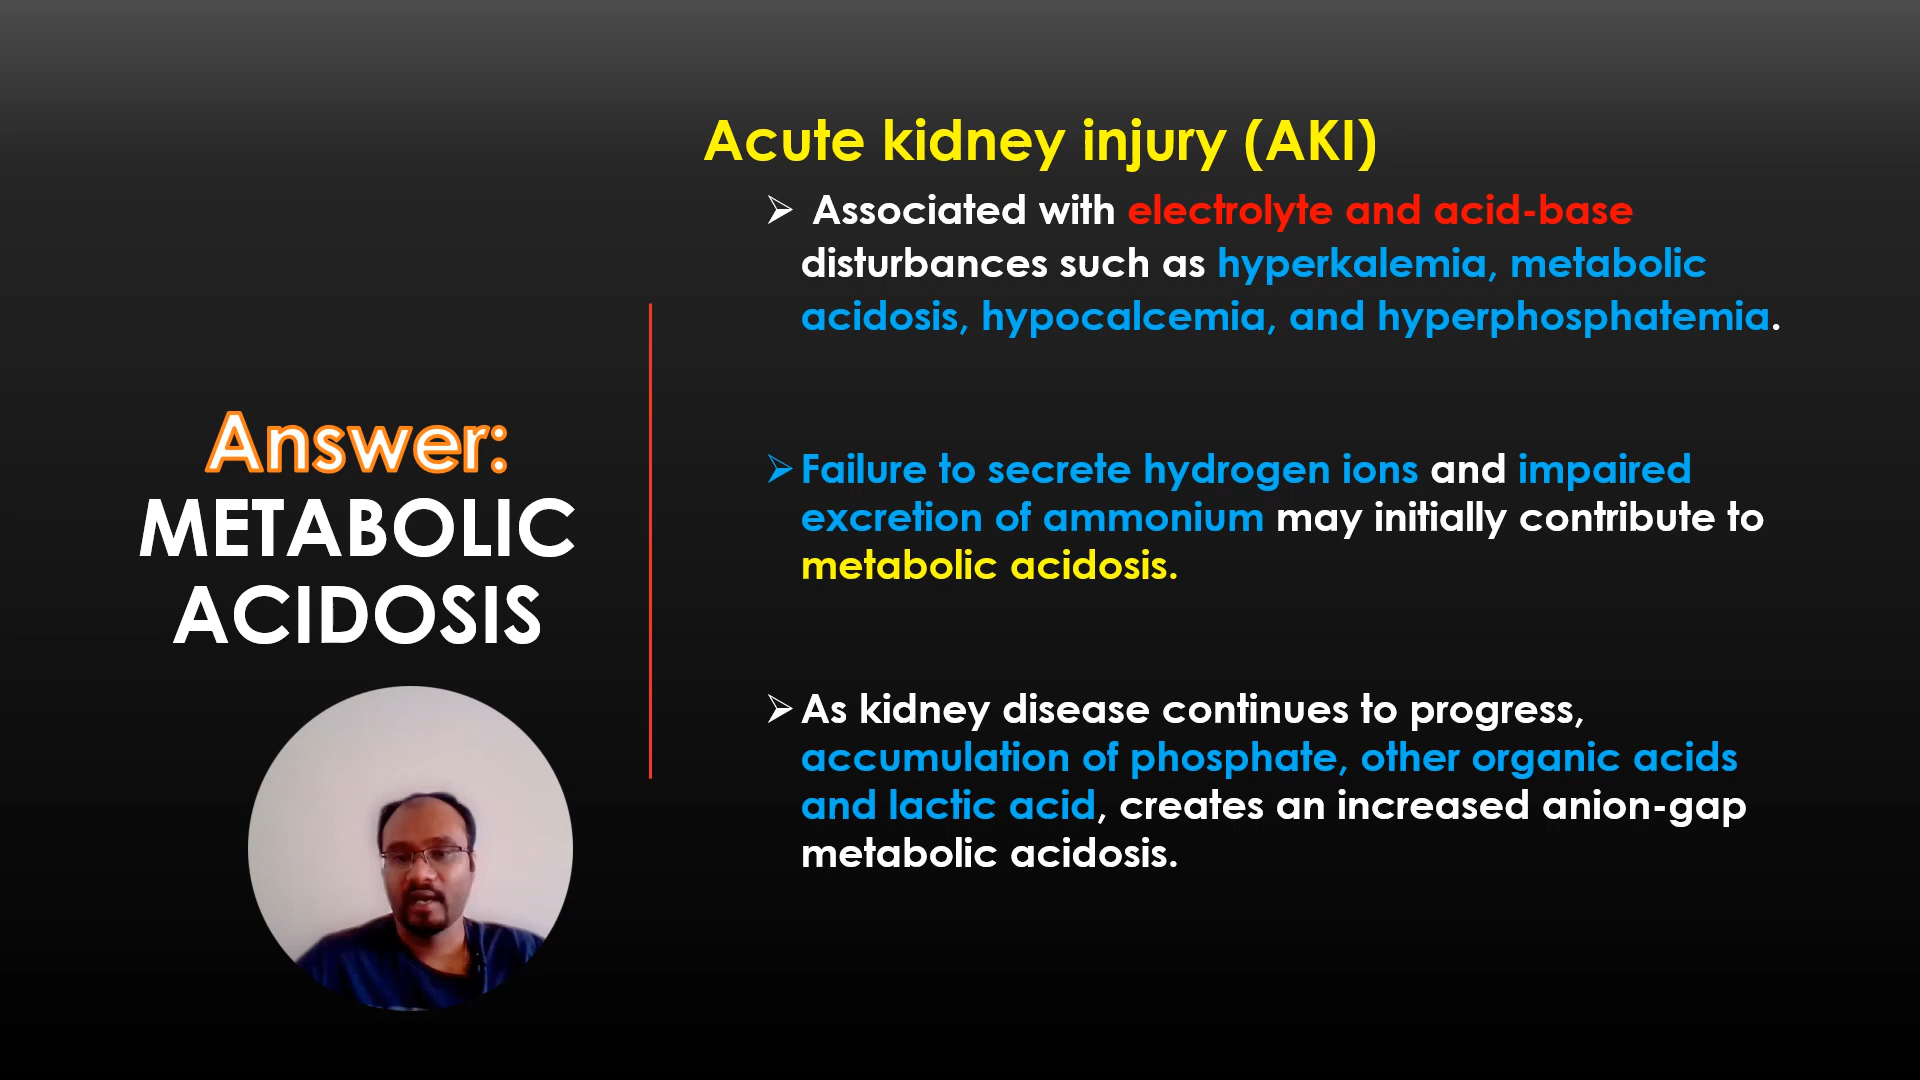 Answer:
METABOLIC
ACIDOSIS
Acute kidney injury (AKI)
➢ Associated with electrolyte and acid-base
disturbances such as hyperkalemia, metabolic
acidosis, hypocalcemia, and hyperphosphatemia.
➢ Failure to secrete hydrogen ions and impaired
excretion of ammonium may initially contribute to
metabolic acidosis.
➢ As kidney disease continues to progress,
accumulation of phosphate, other organic acids
and lactic acid, creates an increased anion-gap
metabolic acidosis.